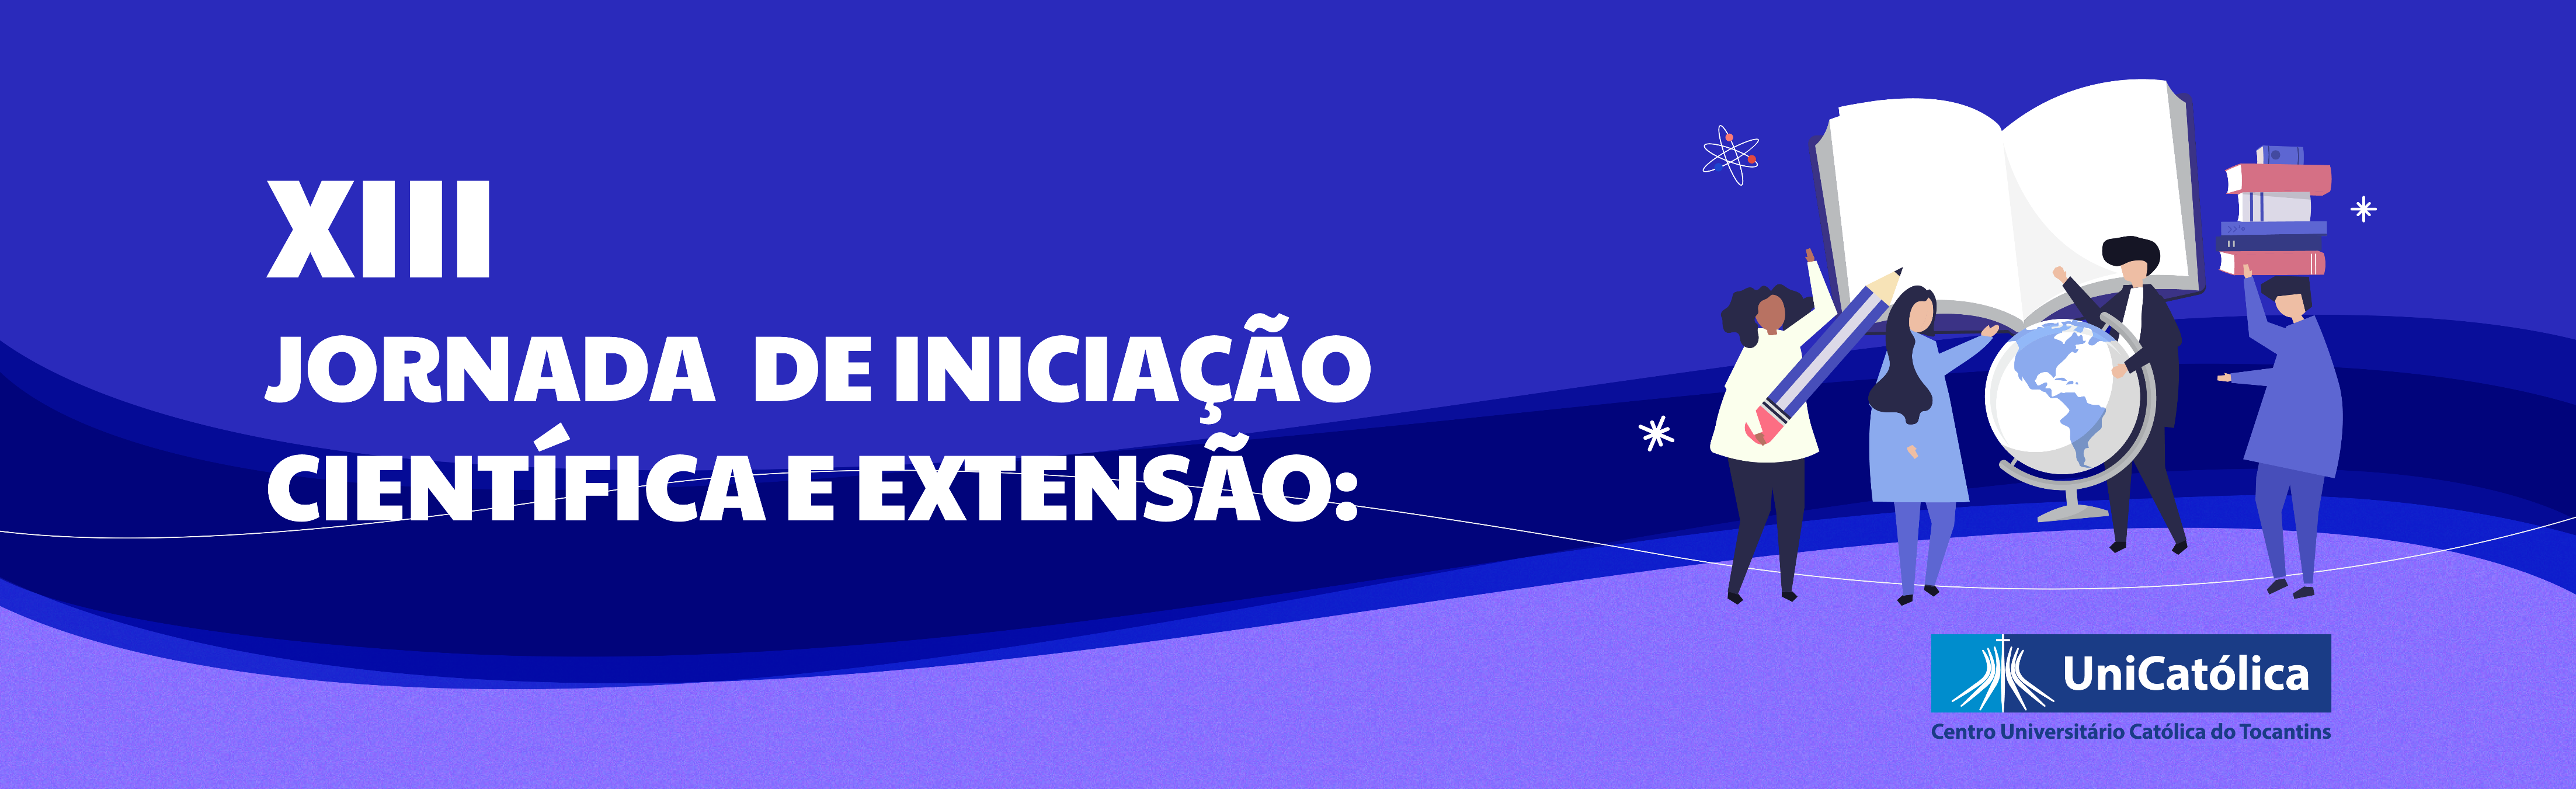 XIII
JORNADA DE INICIAÇÃO
CIENTÍFICA E EXTENSÃO:
UniCatólica
Centro Universitário Católica do Tocantins